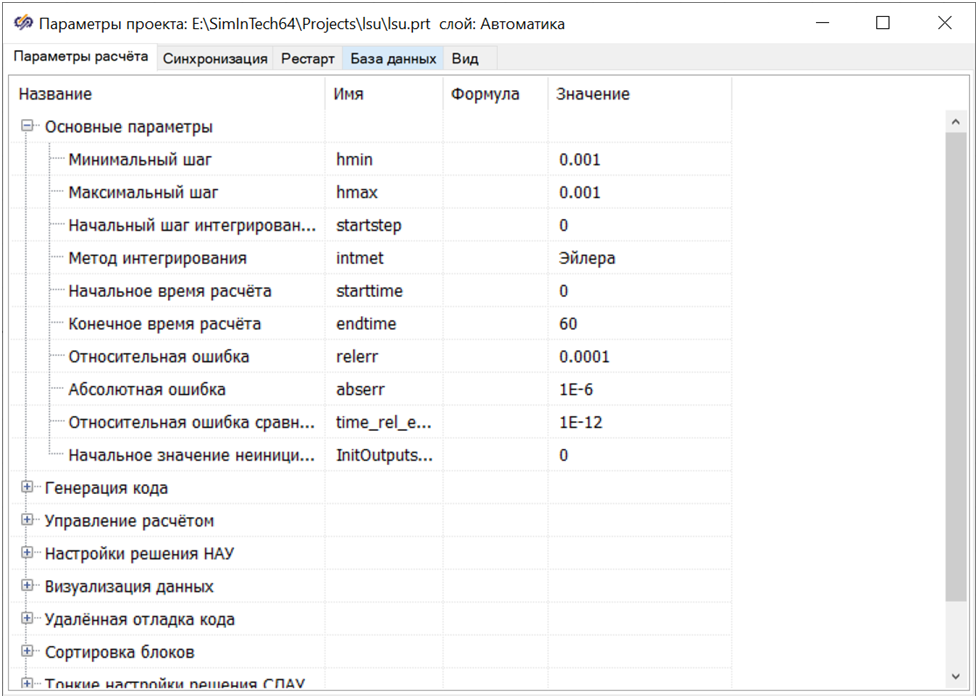 Параметры проекта: E:\SimInTech64\Projects\lsu\lsu.prt слой: Автоматика
Параметры расчёта Синхронизация Рестарт База данных Вид
Название Имя Формула Значение
Основные параметры
Минимальный шаг hmin 0.001
Максимальный шаг hmax 0.001
Начальный шаг интегрирован... startstep 0
Метод интегрирования intmet Эйлера
Начальное время расчёта starttime 0
Конечное время расчёта endtime 60
Относительная ошибка relerr 0.0001
Абсолютная ошибка abserr 1E-6
Относительная ошибка сравн... time_rel_e... 1E-12
Начальное значение неиници... InitOutputs... 0
Генерация кода
Управление расчётом
Настройки решения НАУ
Визуализация данных
Удалённая отладка кода
Сортировка блоков
Тонкие настройки решения СЛАУ